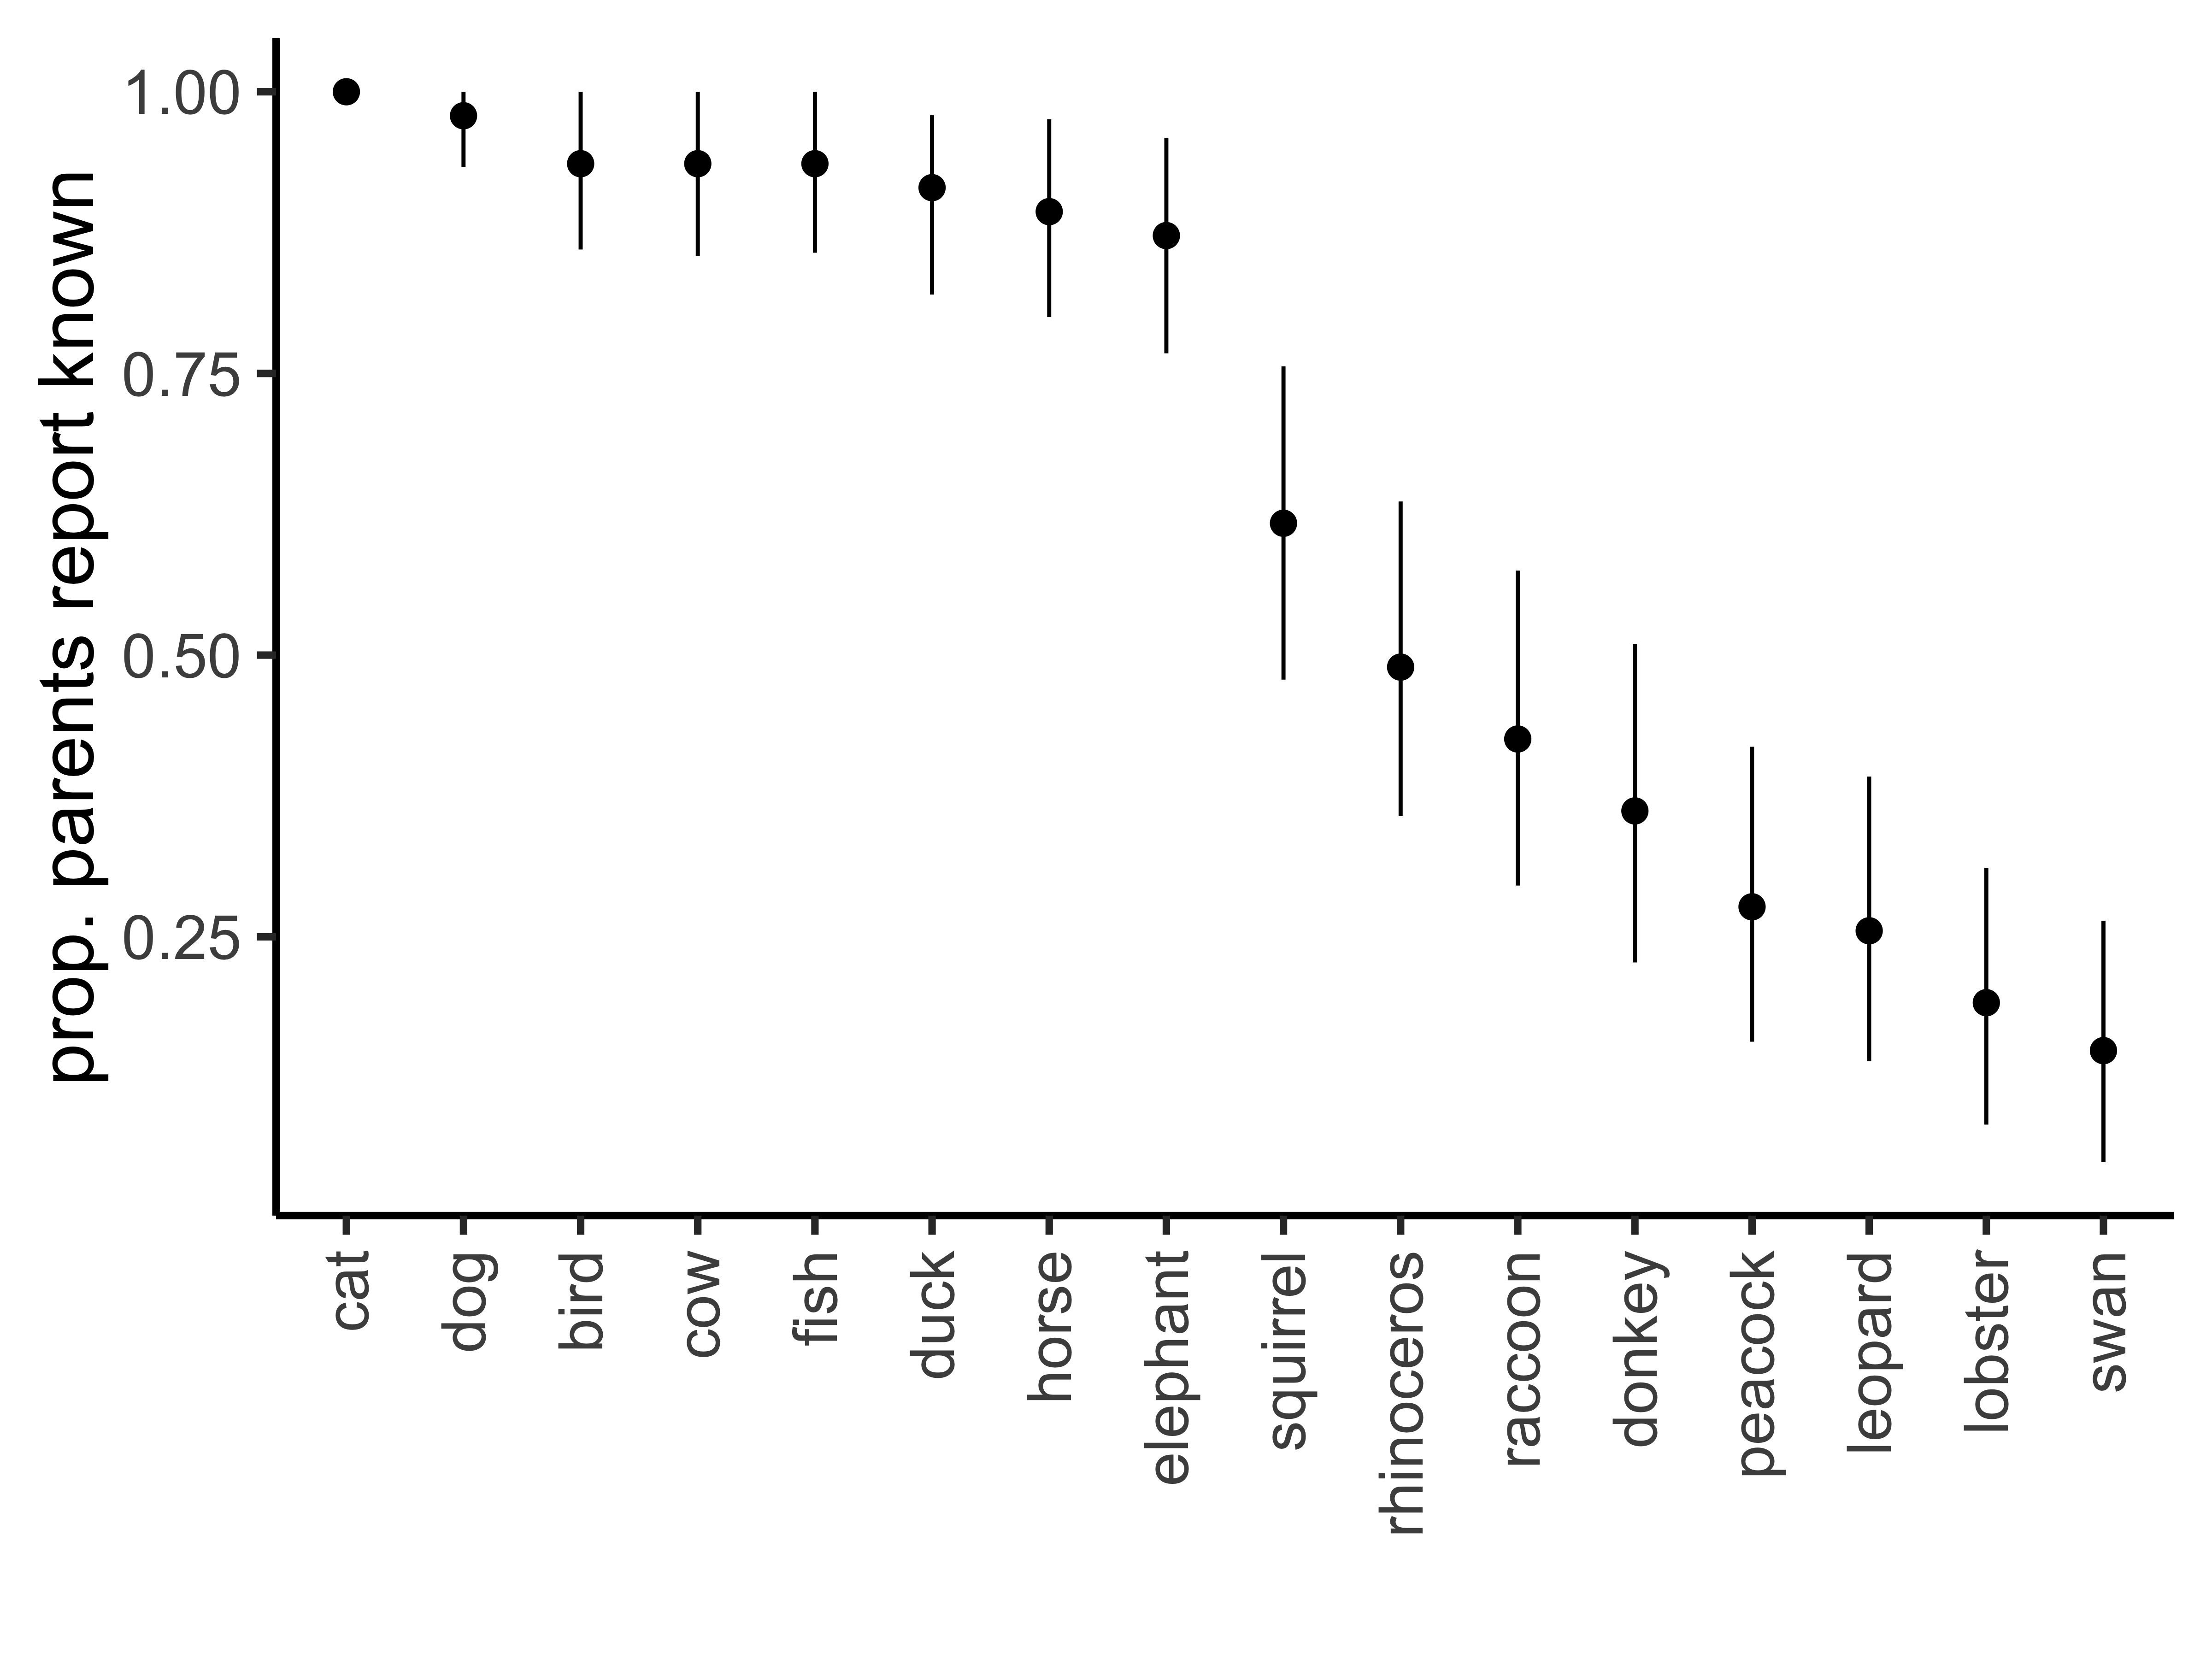 prop. parents report known
1.00
0.75
0.50
0.25
cat
dog
bird
cow
fish
duck
horse
elephant
squirrel
rhinoceros
raccoon
donkey
peacock
leopard
lobster
swan